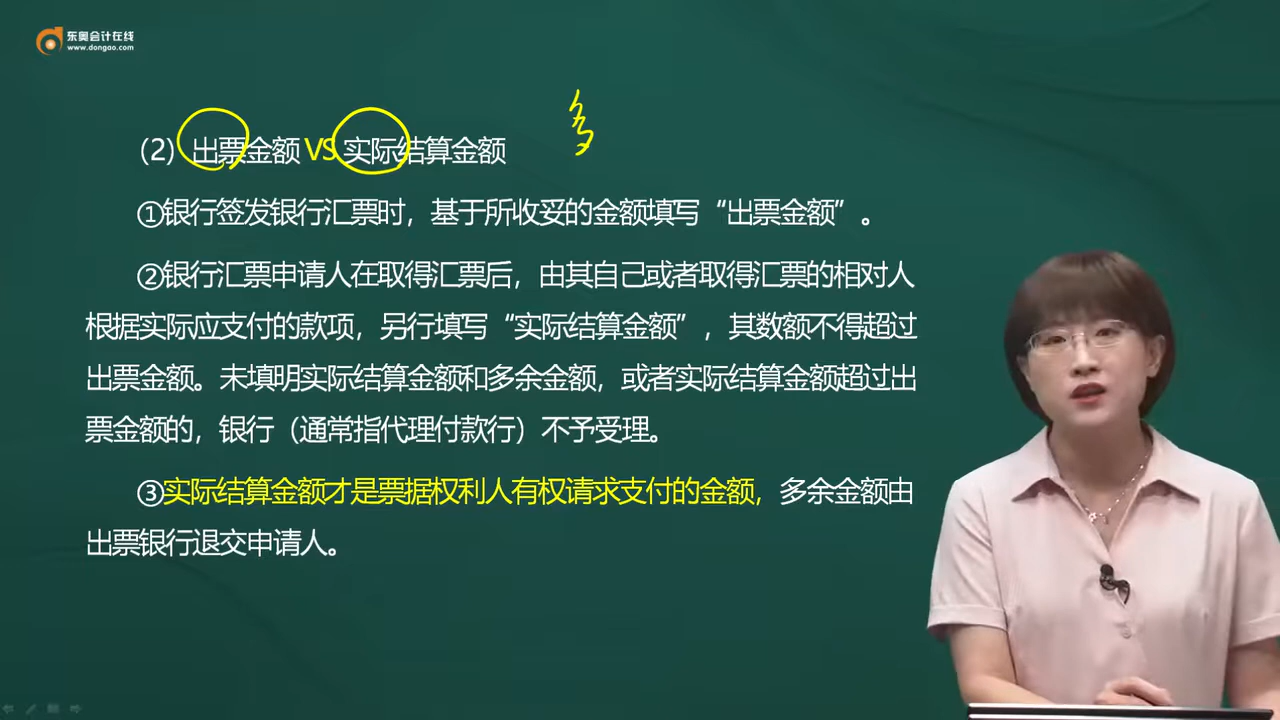 东奥会计在线
www.dongao.com
多
（2）出票金额 VS 实际结算金额
①银行签发银行汇票时，基于所收妥的金额填写“出票金额”。
②银行汇票申请人在取得汇票后，由其自己或者取得汇票的相对人
根据实际应支付的款项，另行填写“实际结算金额”，其数额不得超过
出票金额。未填明实际结算金额和多余金额，或者实际结算金额超过出
票金额的，银行（通常指代理付款行）不予受理。
③实际结算金额才是票据权利人有权请求支付的金额，多余金额由
出票银行退交申请人。